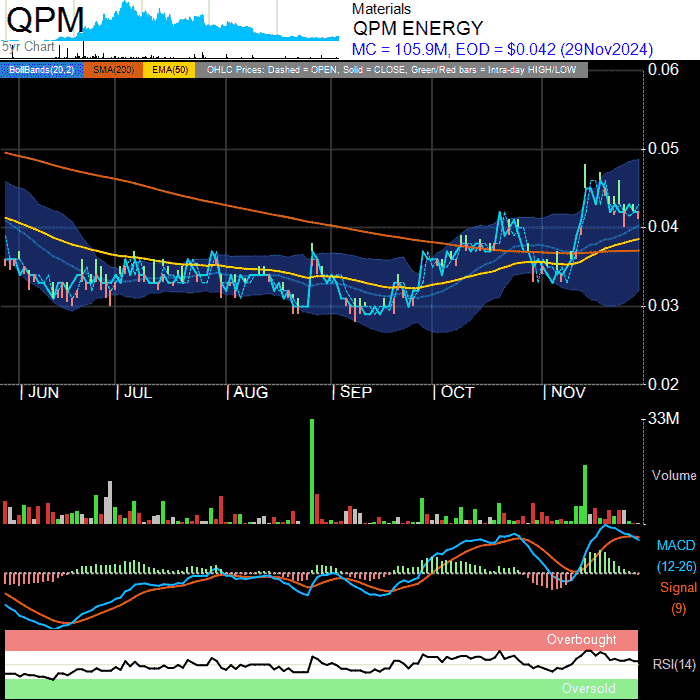 QPM
5yr Chart
Materials
QPM ENERGY
MC = 105.9M, EOD = $0.042 (29Nov2024)
BollBands(20,2) SMA(200) EMA(50) OHLC Prices: Dashed = OPEN, Solid = CLOSE, Green/Red bars = Intra-day HIGH/LOW
0.06
0.05
0.04
0.03
0.02
| JUN | JUL | AUG | SEP | OCT | NOV
33M
Volume
MACD
(12-26)
Signal
(9)
Overbought
RSI(14)
Oversold